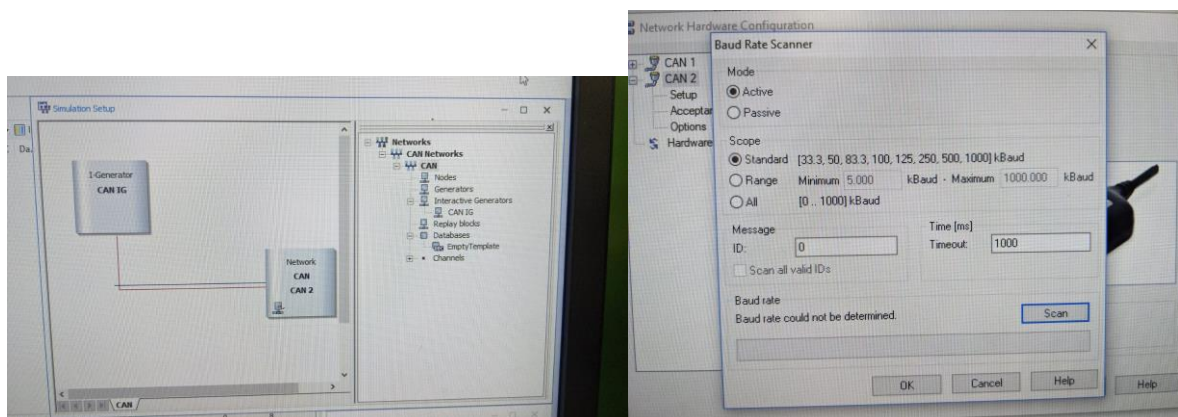 Simulation Setup
1-Generator
CAN IG
Network
CAN
CAN 2
CAN
Networks
CAN Networks
CAN
Nodes
Generators
Interactive Generators
CAN IG
Replay blocks
Databases
EmptyTemplate
Channels
Network Hardware Configuration
CAN 1
CAN 2
Setup
Acceptan
Options
Hardware
Baud Rate Scanner
Mode
Active
Passive
Scope
Standard [33.3, 50, 83.3, 100, 125, 250, 500, 1000] kBaud
Range Minimum 5.000 kBaud - Maximum 1000.000 kBaud
All [0 .. 1000] kBaud
Message Time [ms]
ID: 0 Timeout: 1000
Scan all valid IDs
Baud rate
Baud rate could not be determined. Scan
OK Cancel Help
Help